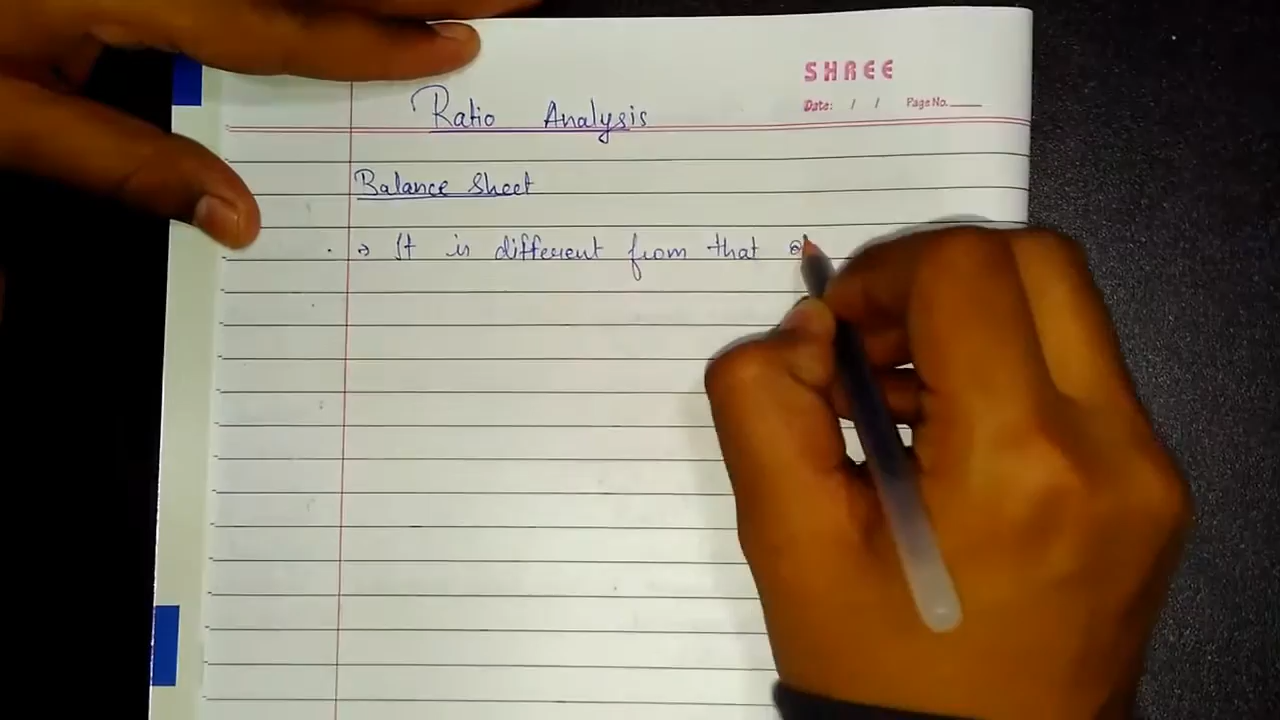 SHREE
Date: / / Page No.
Ratio Analysis
Balance Sheet
→ It is different from that